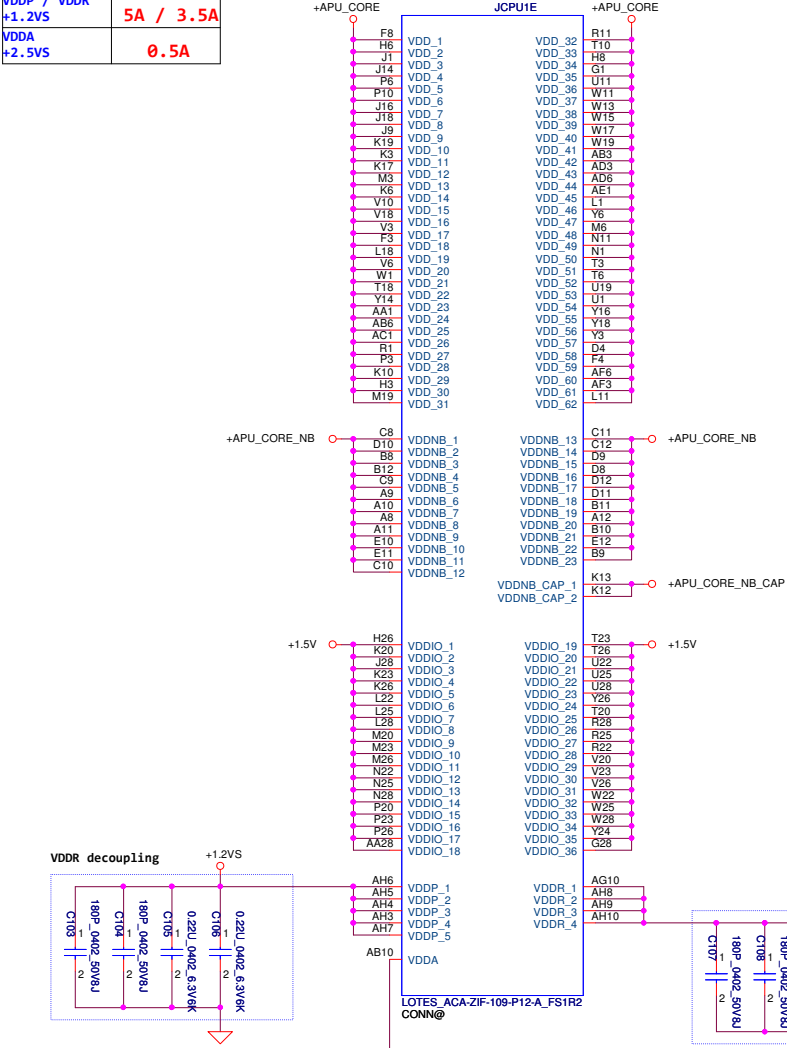 VDDP / VDDR
+1.2VS
5A / 3.5A
VDDA
+2.5VS
0.5A
+APU_CORE
JCPU1E
+APU_CORE
F8 VDD_1 VDD_32 R11
H6 VDD_2 VDD_33 T10
J1 VDD_3 VDD_34 H8
J14 VDD_4 VDD_35 G1
P6 VDD_5 VDD_36 U11
P10 VDD_6 VDD_37 W11
J16 VDD_7 VDD_38 W13
J18 VDD_8 VDD_39 W15
J9 VDD_9 VDD_40 W17
K19 VDD_10 VDD_41 W19
K3 VDD_11 VDD_42 AB3
K17 VDD_12 VDD_43 AD3
M3 VDD_13 VDD_44 AD6
K6 VDD_14 VDD_45 AE1
V10 VDD_15 VDD_46 L1
V18 VDD_16 VDD_47 Y6
V3 VDD_17 VDD_48 M6
F3 VDD_18 VDD_49 N11
L18 VDD_19 VDD_50 N1
V6 VDD_20 VDD_51 T3
W1 VDD_21 VDD_52 T6
T18 VDD_22 VDD_53 U19
Y14 VDD_23 VDD_54 U1
AA1 VDD_24 VDD_55 Y16
AB6 VDD_25 VDD_56 Y18
AC1 VDD_26 VDD_57 Y3
R1 VDD_27 VDD_58 D4
P3 VDD_28 VDD_59 F4
K10 VDD_29 VDD_60 AF6
H3 VDD_30 VDD_61 AF3
M19 VDD_31 VDD_62 L11
+APU_CORE_NB
C8 VDDNB_1 VDDNB_13 C11
+APU_CORE_NB
D10 VDDNB_2 VDDNB_14 C12
B8 VDDNB_3 VDDNB_15 D9
B12 VDDNB_4 VDDNB_16 D8
C9 VDDNB_5 VDDNB_17 D12
A9 VDDNB_6 VDDNB_18 D11
A10 VDDNB_7 VDDNB_19 B11
A8 VDDNB_8 VDDNB_20 A12
A11 VDDNB_9 VDDNB_21 B10
E10 VDDNB_10 VDDNB_22 E12
E11 VDDNB_11 VDDNB_23 B9
C10 VDDNB_12
VDDNB_CAP_1 K13
+APU_CORE_NB_CAP
VDDNB_CAP_2 K12
+1.5V
H26 VDDIO_1 VDDIO_19 T23
+1.5V
K20 VDDIO_2 VDDIO_20 T26
J28 VDDIO_3 VDDIO_21 U22
K23 VDDIO_4 VDDIO_22 U25
K26 VDDIO_5 VDDIO_23 U28
L22 VDDIO_6 VDDIO_24 Y26
L25 VDDIO_7 VDDIO_25 T20
L28 VDDIO_8 VDDIO_26 R28
M20 VDDIO_9 VDDIO_27 R25
M23 VDDIO_10 VDDIO_28 R22
M26 VDDIO_11 VDDIO_29 V20
N22 VDDIO_12 VDDIO_30 V23
N25 VDDIO_13 VDDIO_31 V26
N28 VDDIO_14 VDDIO_32 W22
P20 VDDIO_15 VDDIO_33 W25
P23 VDDIO_16 VDDIO_34 W28
P26 VDDIO_17 VDDIO_35 Y24
AA28 VDDIO_18 VDDIO_36 G28
VDDR decoupling
+1.2VS
AH6 VDDP_1 VDDR_1 AG10
AH5 VDDP_2 VDDR_2 AH8
AH4 VDDP_3 VDDR_3 AH9
AH3 VDDP_4 VDDR_4 AH10
AH7 VDDP_5
AB10 VDDA
C103 1 2 180P_0402_50V8J
C104 1 2 180P_0402_50V8J
C105 1 2 0.22U_0402_6.3V6K
C106 1 2 0.22U_0402_6.3V6K
C107 1 2 180P_0402_50V8J
C108 1 2 180P_0402_50V8J
LOTES_ACA-ZIF-109-P12-A_FS1R2
CONN@